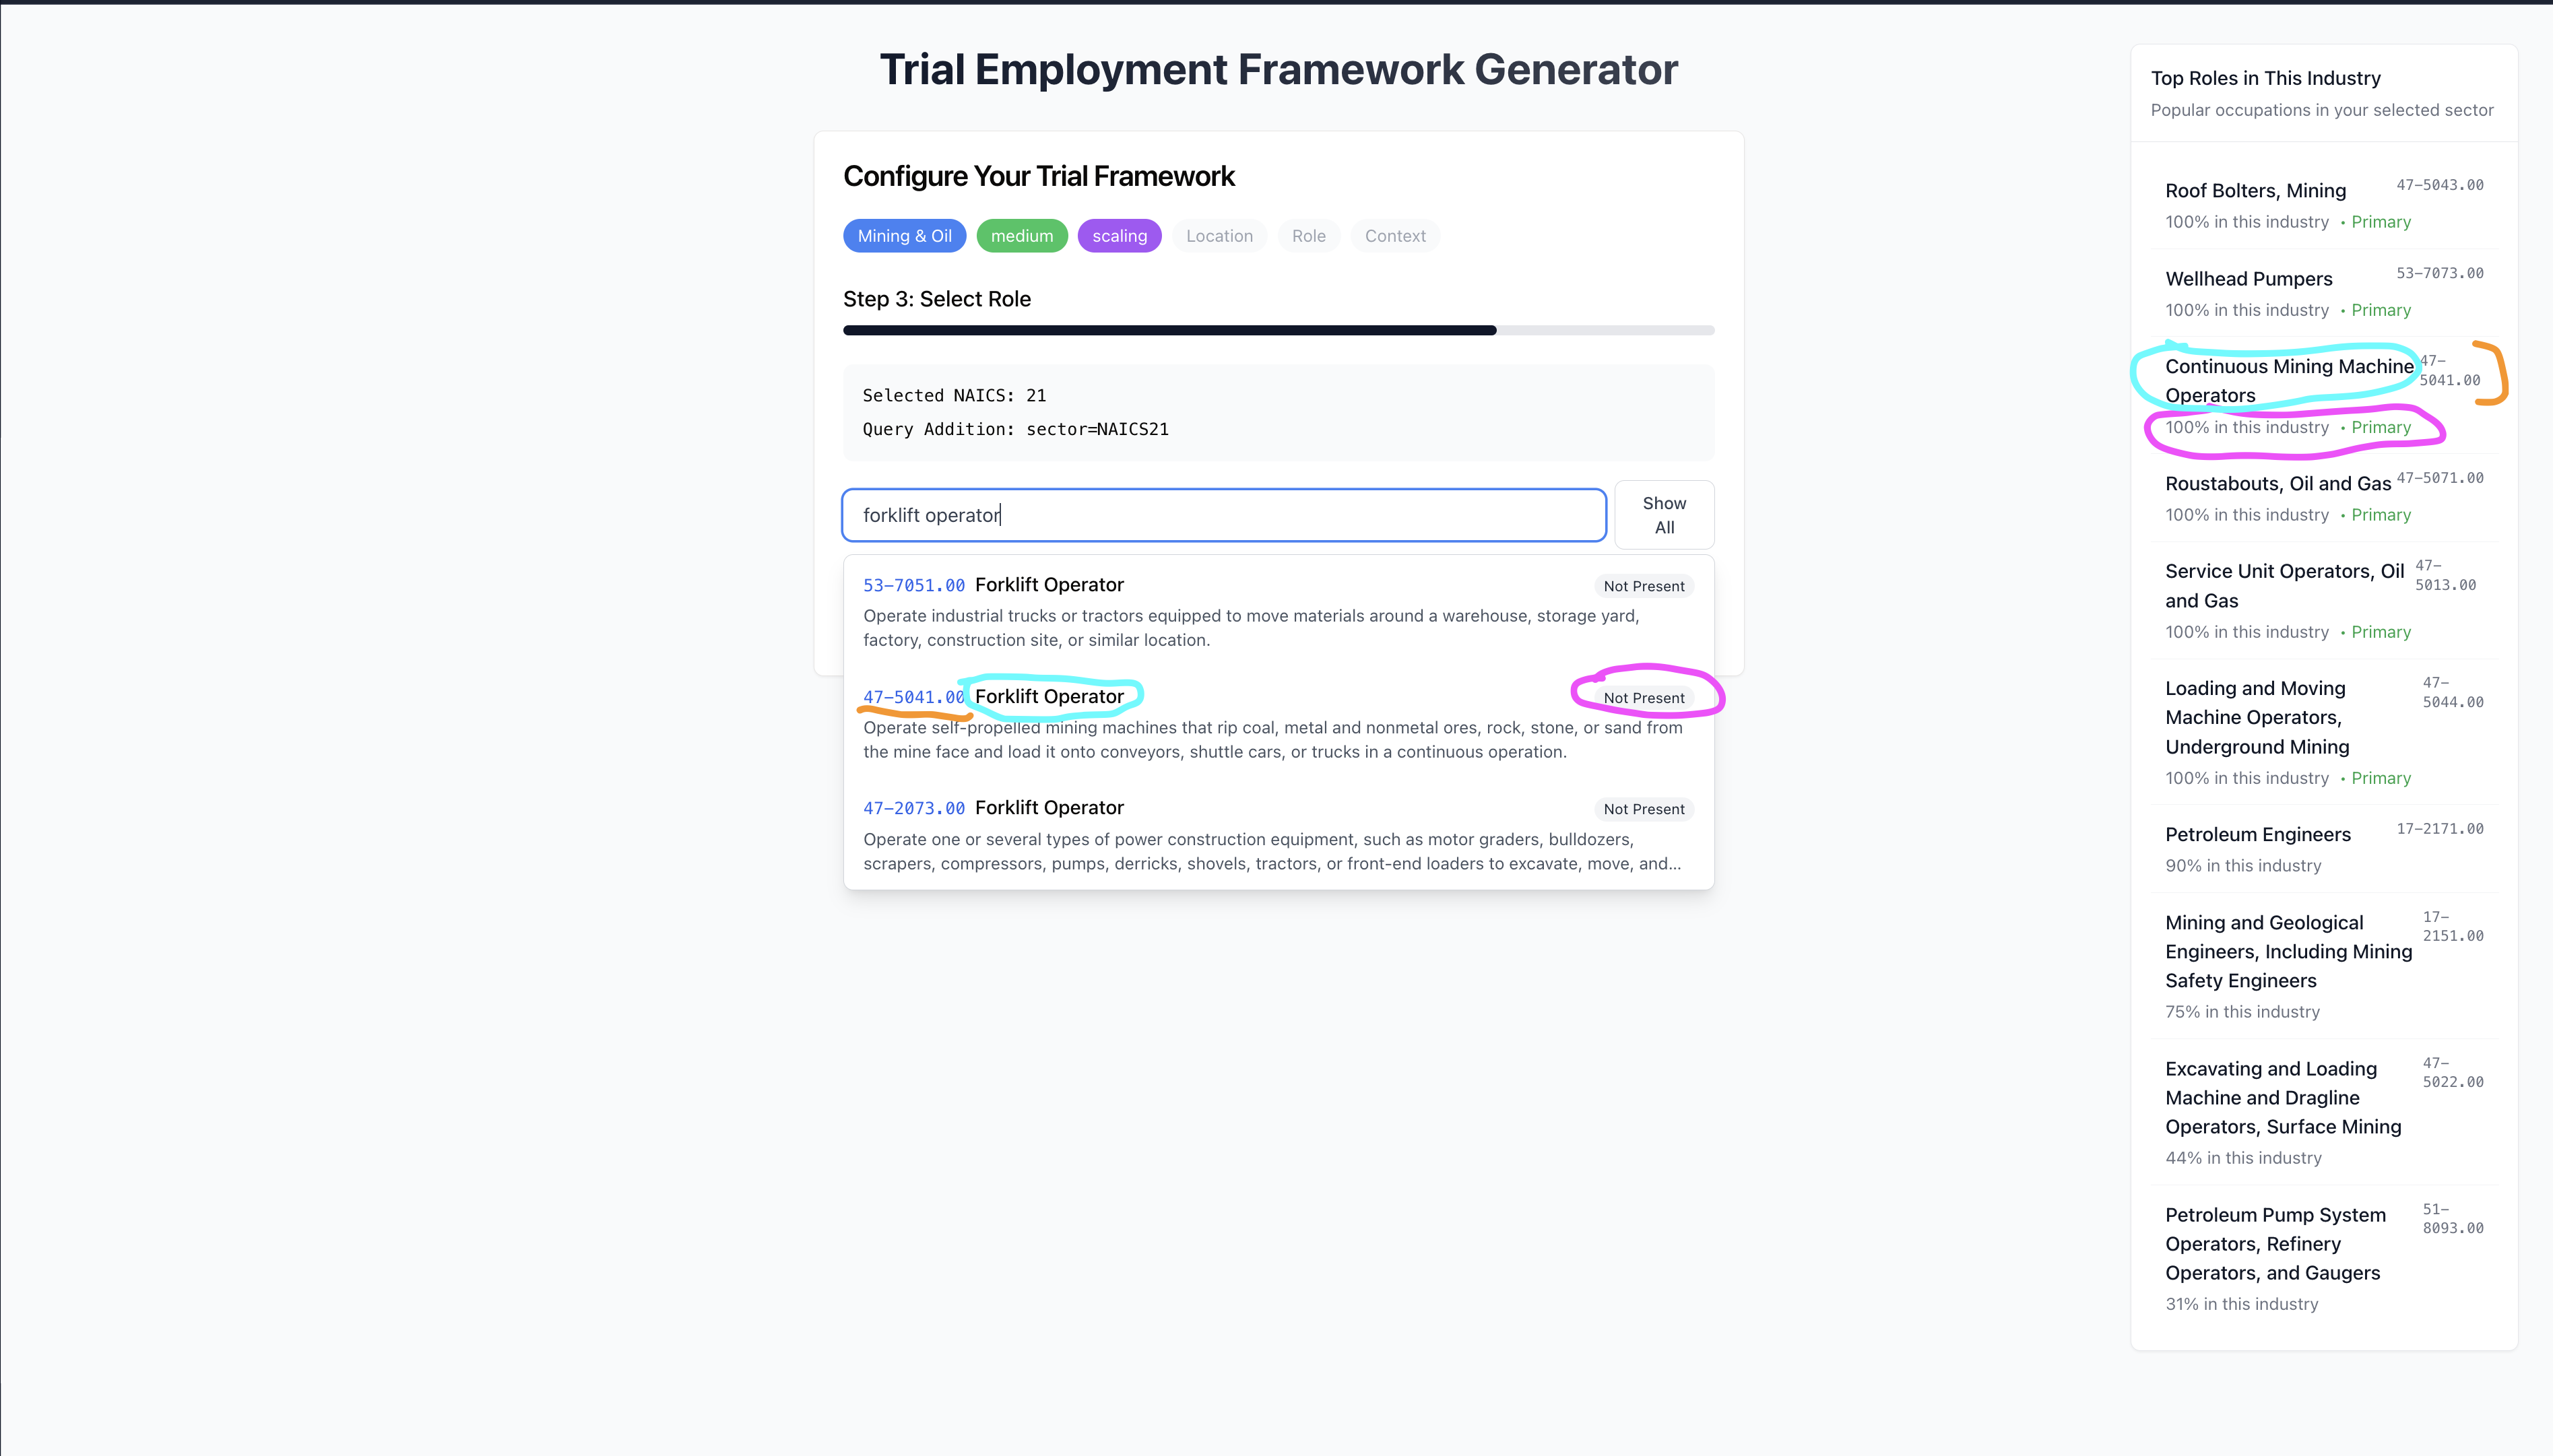 Trial Employment Framework Generator
Configure Your Trial Framework
Mining & Oil
medium
scaling
Location
Role
Context
Step 3: Select Role
Selected NAICS: 21
Query Addition: sector=NAICS21
forklift operator
Show
All
53-7051.00 Forklift Operator
Not Present
Operate industrial trucks or tractors equipped to move materials around a warehouse, storage yard,
factory, construction site, or similar location.
47-5041.00 Forklift Operator
Not Present
Operate self-propelled mining machines that rip coal, metal and nonmetal ores, rock, stone, or sand from
the mine face and load it onto conveyors, shuttle cars, or trucks in a continuous operation.
47-2073.00 Forklift Operator
Not Present
Operate one or several types of power construction equipment, such as motor graders, bulldozers,
scrapers, compressors, pumps, derricks, shovels, tractors, or front-end loaders to excavate, move, and...
Top Roles in This Industry
Popular occupations in your selected sector
Roof Bolters, Mining
47-5043.00
100% in this industry • Primary
Wellhead Pumpers
53-7073.00
100% in this industry • Primary
Continuous Mining Machine
Operators
47-
5041.00
100% in this industry • Primary
Roustabouts, Oil and Gas
47-5071.00
100% in this industry • Primary
Service Unit Operators, Oil
and Gas
47-
5013.00
100% in this industry • Primary
Loading and Moving
Machine Operators,
Underground Mining
47-
5044.00
100% in this industry • Primary
Petroleum Engineers
17-2171.00
90% in this industry
Mining and Geological
Engineers, Including Mining
Safety Engineers
17-
2151.00
75% in this industry
Excavating and Loading
Machine and Dragline
Operators, Surface Mining
47-
5022.00
44% in this industry
Petroleum Pump System
Operators, Refinery
Operators, and Gaugers
51-
8093.00
31% in this industry